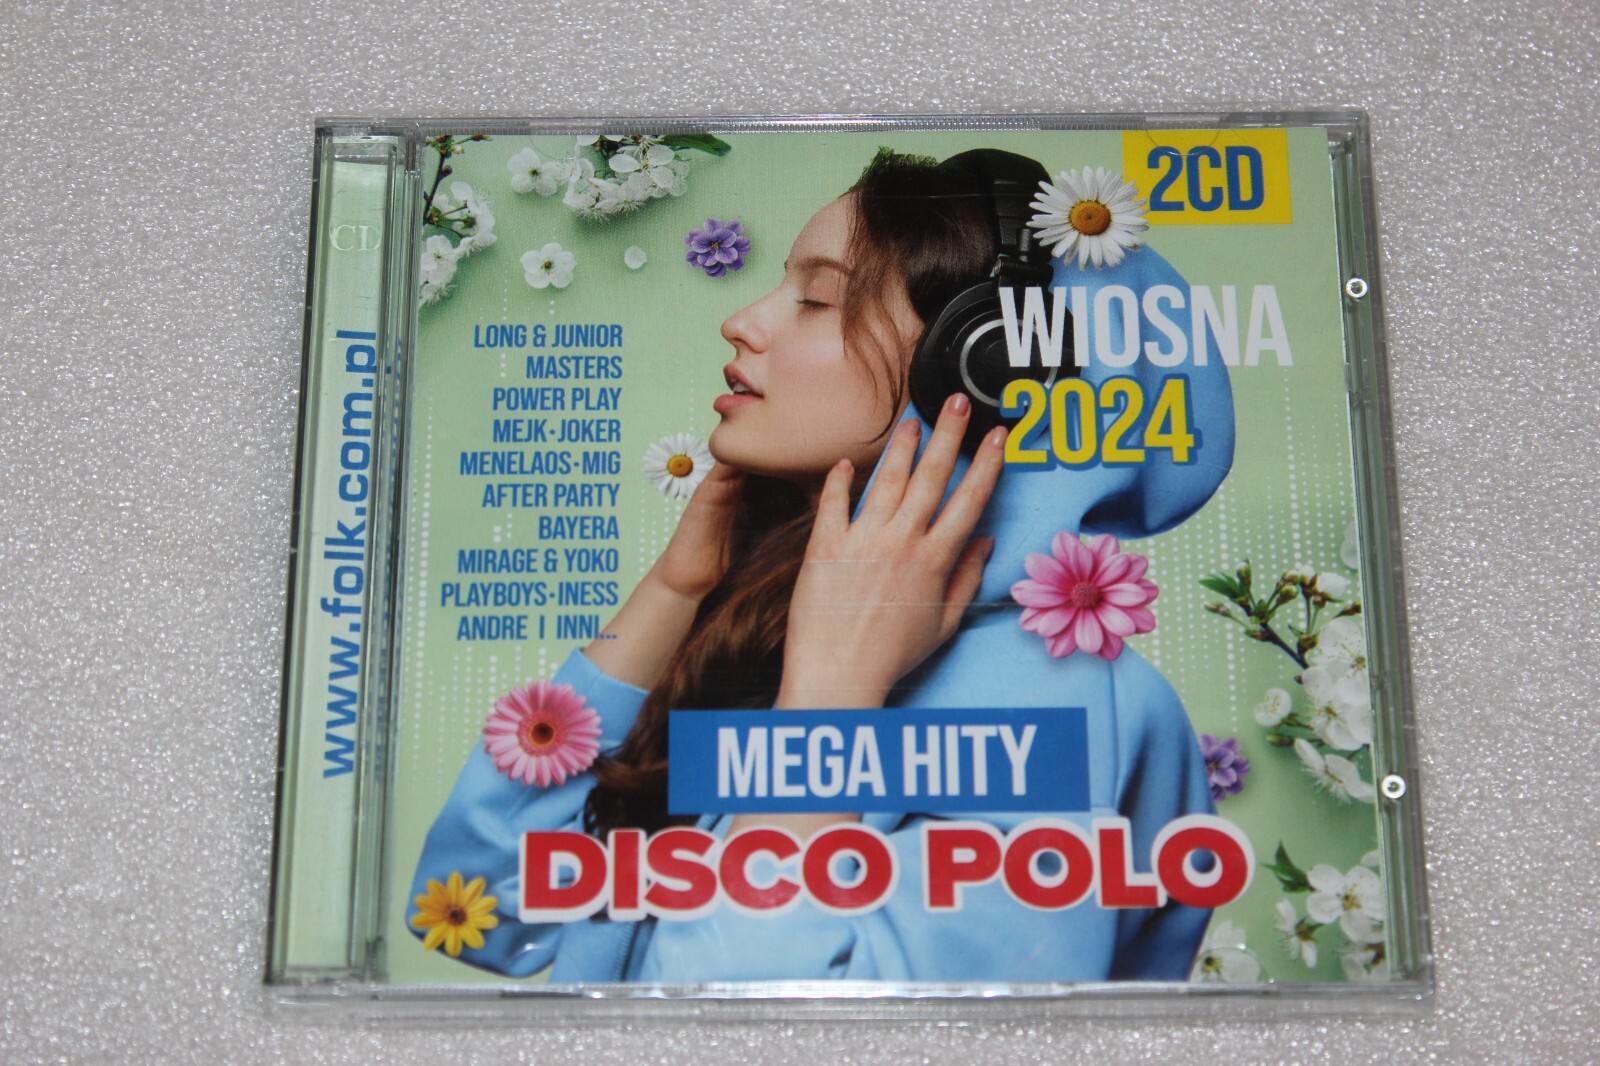 2CD
WIOSNA
2024
LONG & JUNIOR
MASTERS
POWER PLAY
MEJK•JOKER
MENELAOS•MIG
AFTER PARTY
BAYERA
MIRAGE & YOKO
PLAYBOYS•INESS
ANDRE I INNI...
MEGA HITY
DISCO POLO
www.folk.com.pl
CD